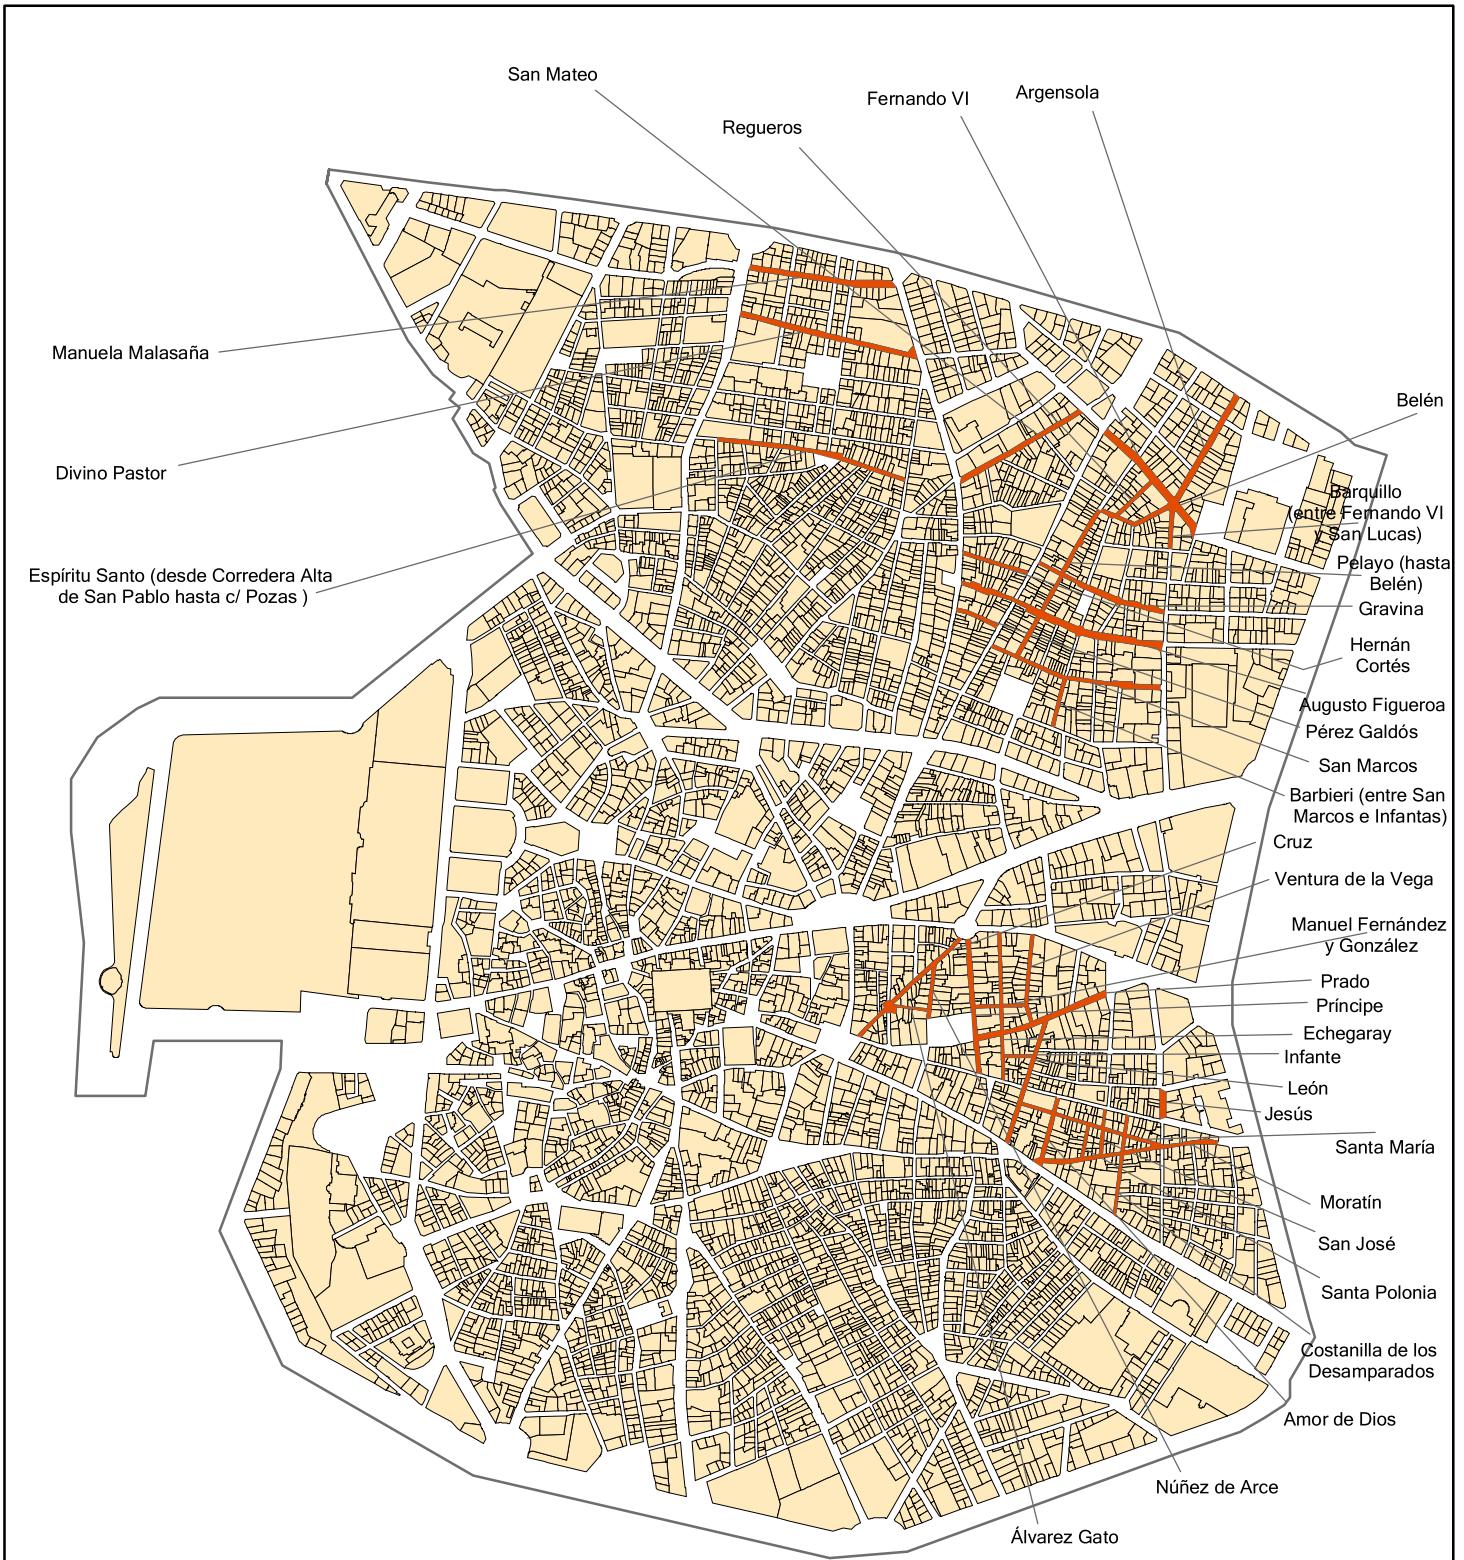 San Mateo
Fernando VI
Argensola
Regueros
Manuela Malasaña
Belén
Divino Pastor
Barquillo
(entre Fernando VI
y San Lucas)
Espíritu Santo (desde Corredera Alta
de San Pablo hasta c/ Pozas )
Pelayo (hasta
Belén)
Gravina
Hernán
Cortés
Augusto Figueroa
Pérez Galdós
San Marcos
Barbieri (entre San
Marcos e Infantas)
Cruz
Ventura de la Vega
Manuel Fernández
y González
Prado
Príncipe
Echegaray
Infante
León
Jesús
Santa María
Moratín
San José
Santa Polonia
Costanilla de los
Desamparados
Amor de Dios
Núñez de Arce
Álvarez Gato